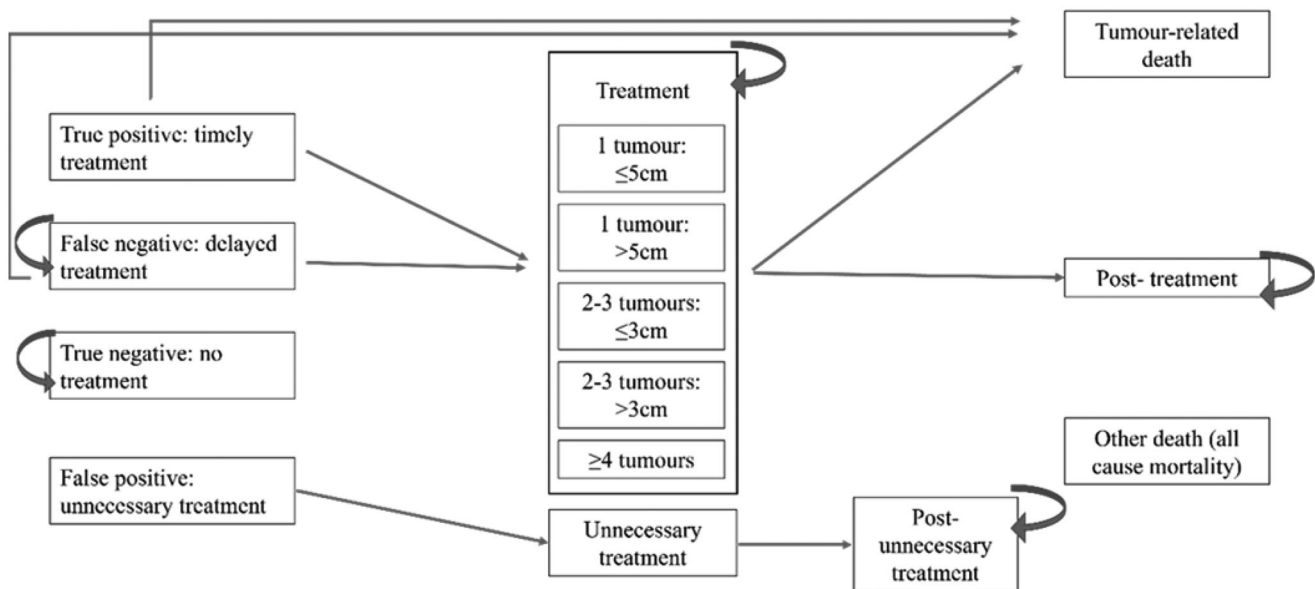 Tumour-related
death
Treatment
True positive: timely
treatment
1 tumour:
≤5cm
1 tumour:
>5cm
False negative: delayed
treatment
Post- treatment
2-3 tumours:
≤3cm
True negative: no
treatment
2-3 tumours:
>3cm
Other death (all
cause mortality)
≥4 tumours
False positive:
unnecessary treatment
Unnecessary
treatment
Post-
unnecessary
treatment